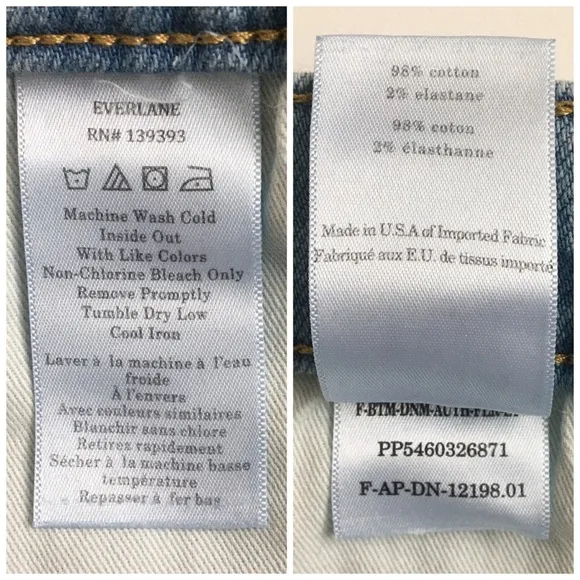 EVERLANE
RN# 139393
Machine Wash Cold
Inside Out
With Like Colors
Non-Chlorine Bleach Only
Remove Promptly
Tumble Dry Low
Cool Iron
Laver à la machine à l'eau
froide
À l'envers
Avec couleurs similaires
Blanchir sans chlore
Retirez rapidement
Sécher à la machine basse
température
Repasser à fer bas
98% cotton
2% elastane
98% coton
2% élasthanne
Made in U.S.A of Imported Fabric
Fabriqué aux E.U. de tissus importé
PP5460326871
F-AP-DN-12198.01